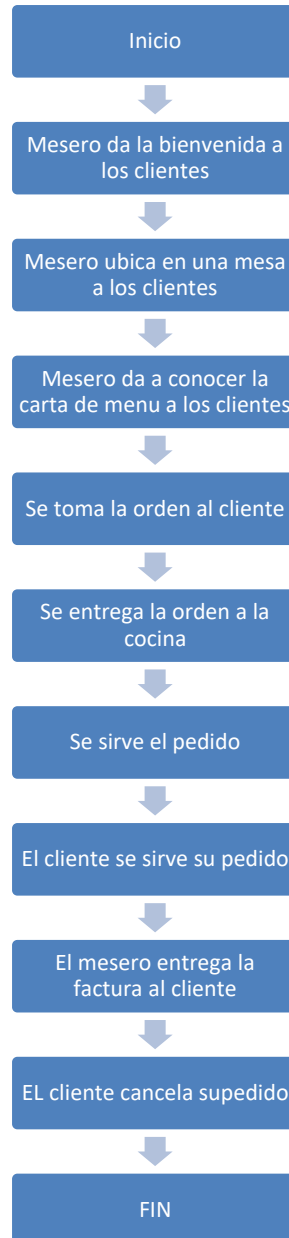 Inicio
Mesero da la bienvenida a
los clientes
Mesero ubica en una mesa
a los clientes
Mesero da a conocer la
carta de menu a los clientes
Se toma la orden al cliente
Se entrega la orden a la
cocina
Se sirve el pedido
El cliente se sirve su pedido
El mesero entrega la
factura al cliente
EL cliente cancela supedido
FIN